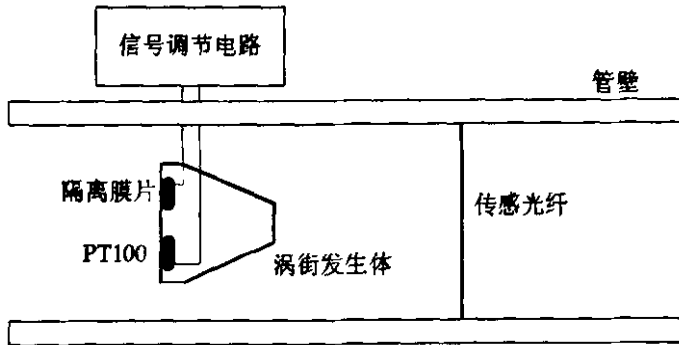 信号调节电路
管壁
隔离膜片
传感光纤
PT100
涡街发生体